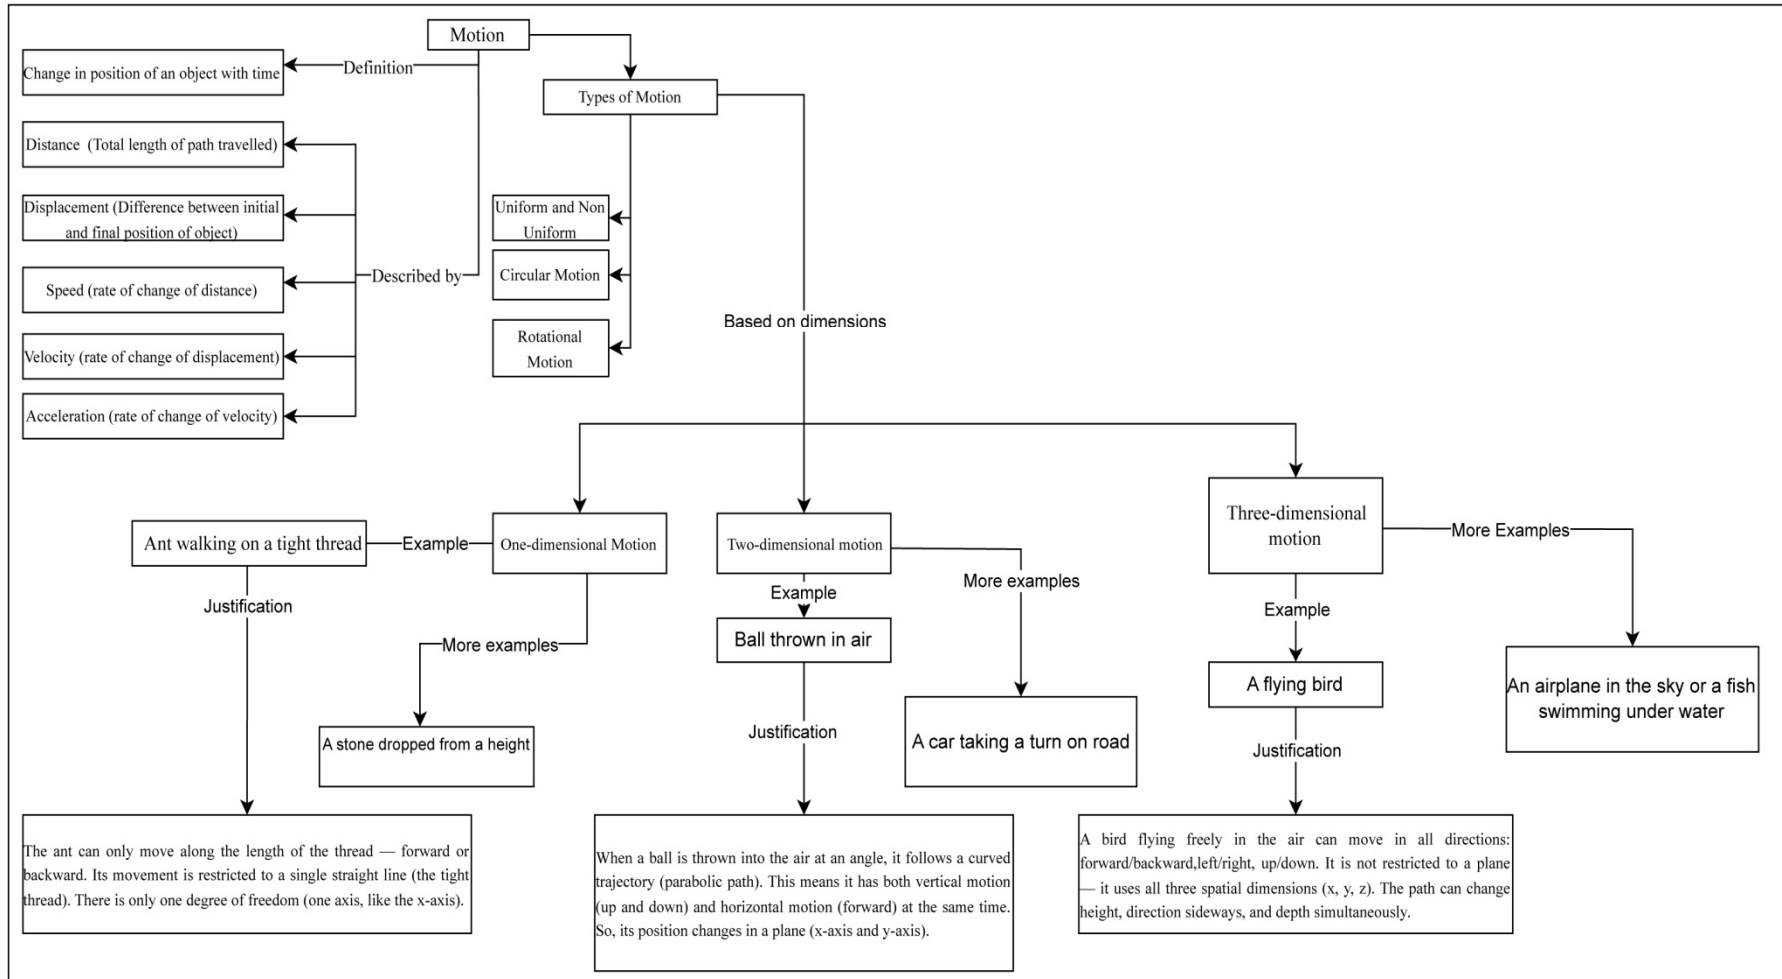 Motion
Change in position of an object with time
Definition
Types of Motion
Distance (Total length of path travelled)
Displacement (Difference between initial
and final position of object)
Described by
Speed (rate of change of distance)
Velocity (rate of change of displacement)
Acceleration (rate of change of velocity)
Uniform and Non
Uniform
Circular Motion
Rotational
Motion
Based on dimensions
Ant walking on a tight thread
Example
One-dimensional Motion
Justification
More examples
A stone dropped from a height
The ant can only move along the length of the thread — forward or
backward. Its movement is restricted to a single straight line (the tight
thread). There is only one degree of freedom (one axis, like the x-axis).
Two-dimensional motion
Example
More examples
Ball thrown in air
Justification
A car taking a turn on road
When a ball is thrown into the air at an angle, it follows a curved
trajectory (parabolic path). This means it has both vertical motion
(up and down) and horizontal motion (forward) at the same time.
So, its position changes in a plane (x-axis and y-axis).
Three-dimensional
motion
More Examples
Example
A flying bird
An airplane in the sky or a fish
swimming under water
Justification
A bird flying freely in the air can move in all directions:
forward/backward,left/right, up/down. It is not restricted to a plane
— it uses all three spatial dimensions (x, y, z). The path can change
height, direction sideways, and depth simultaneously.